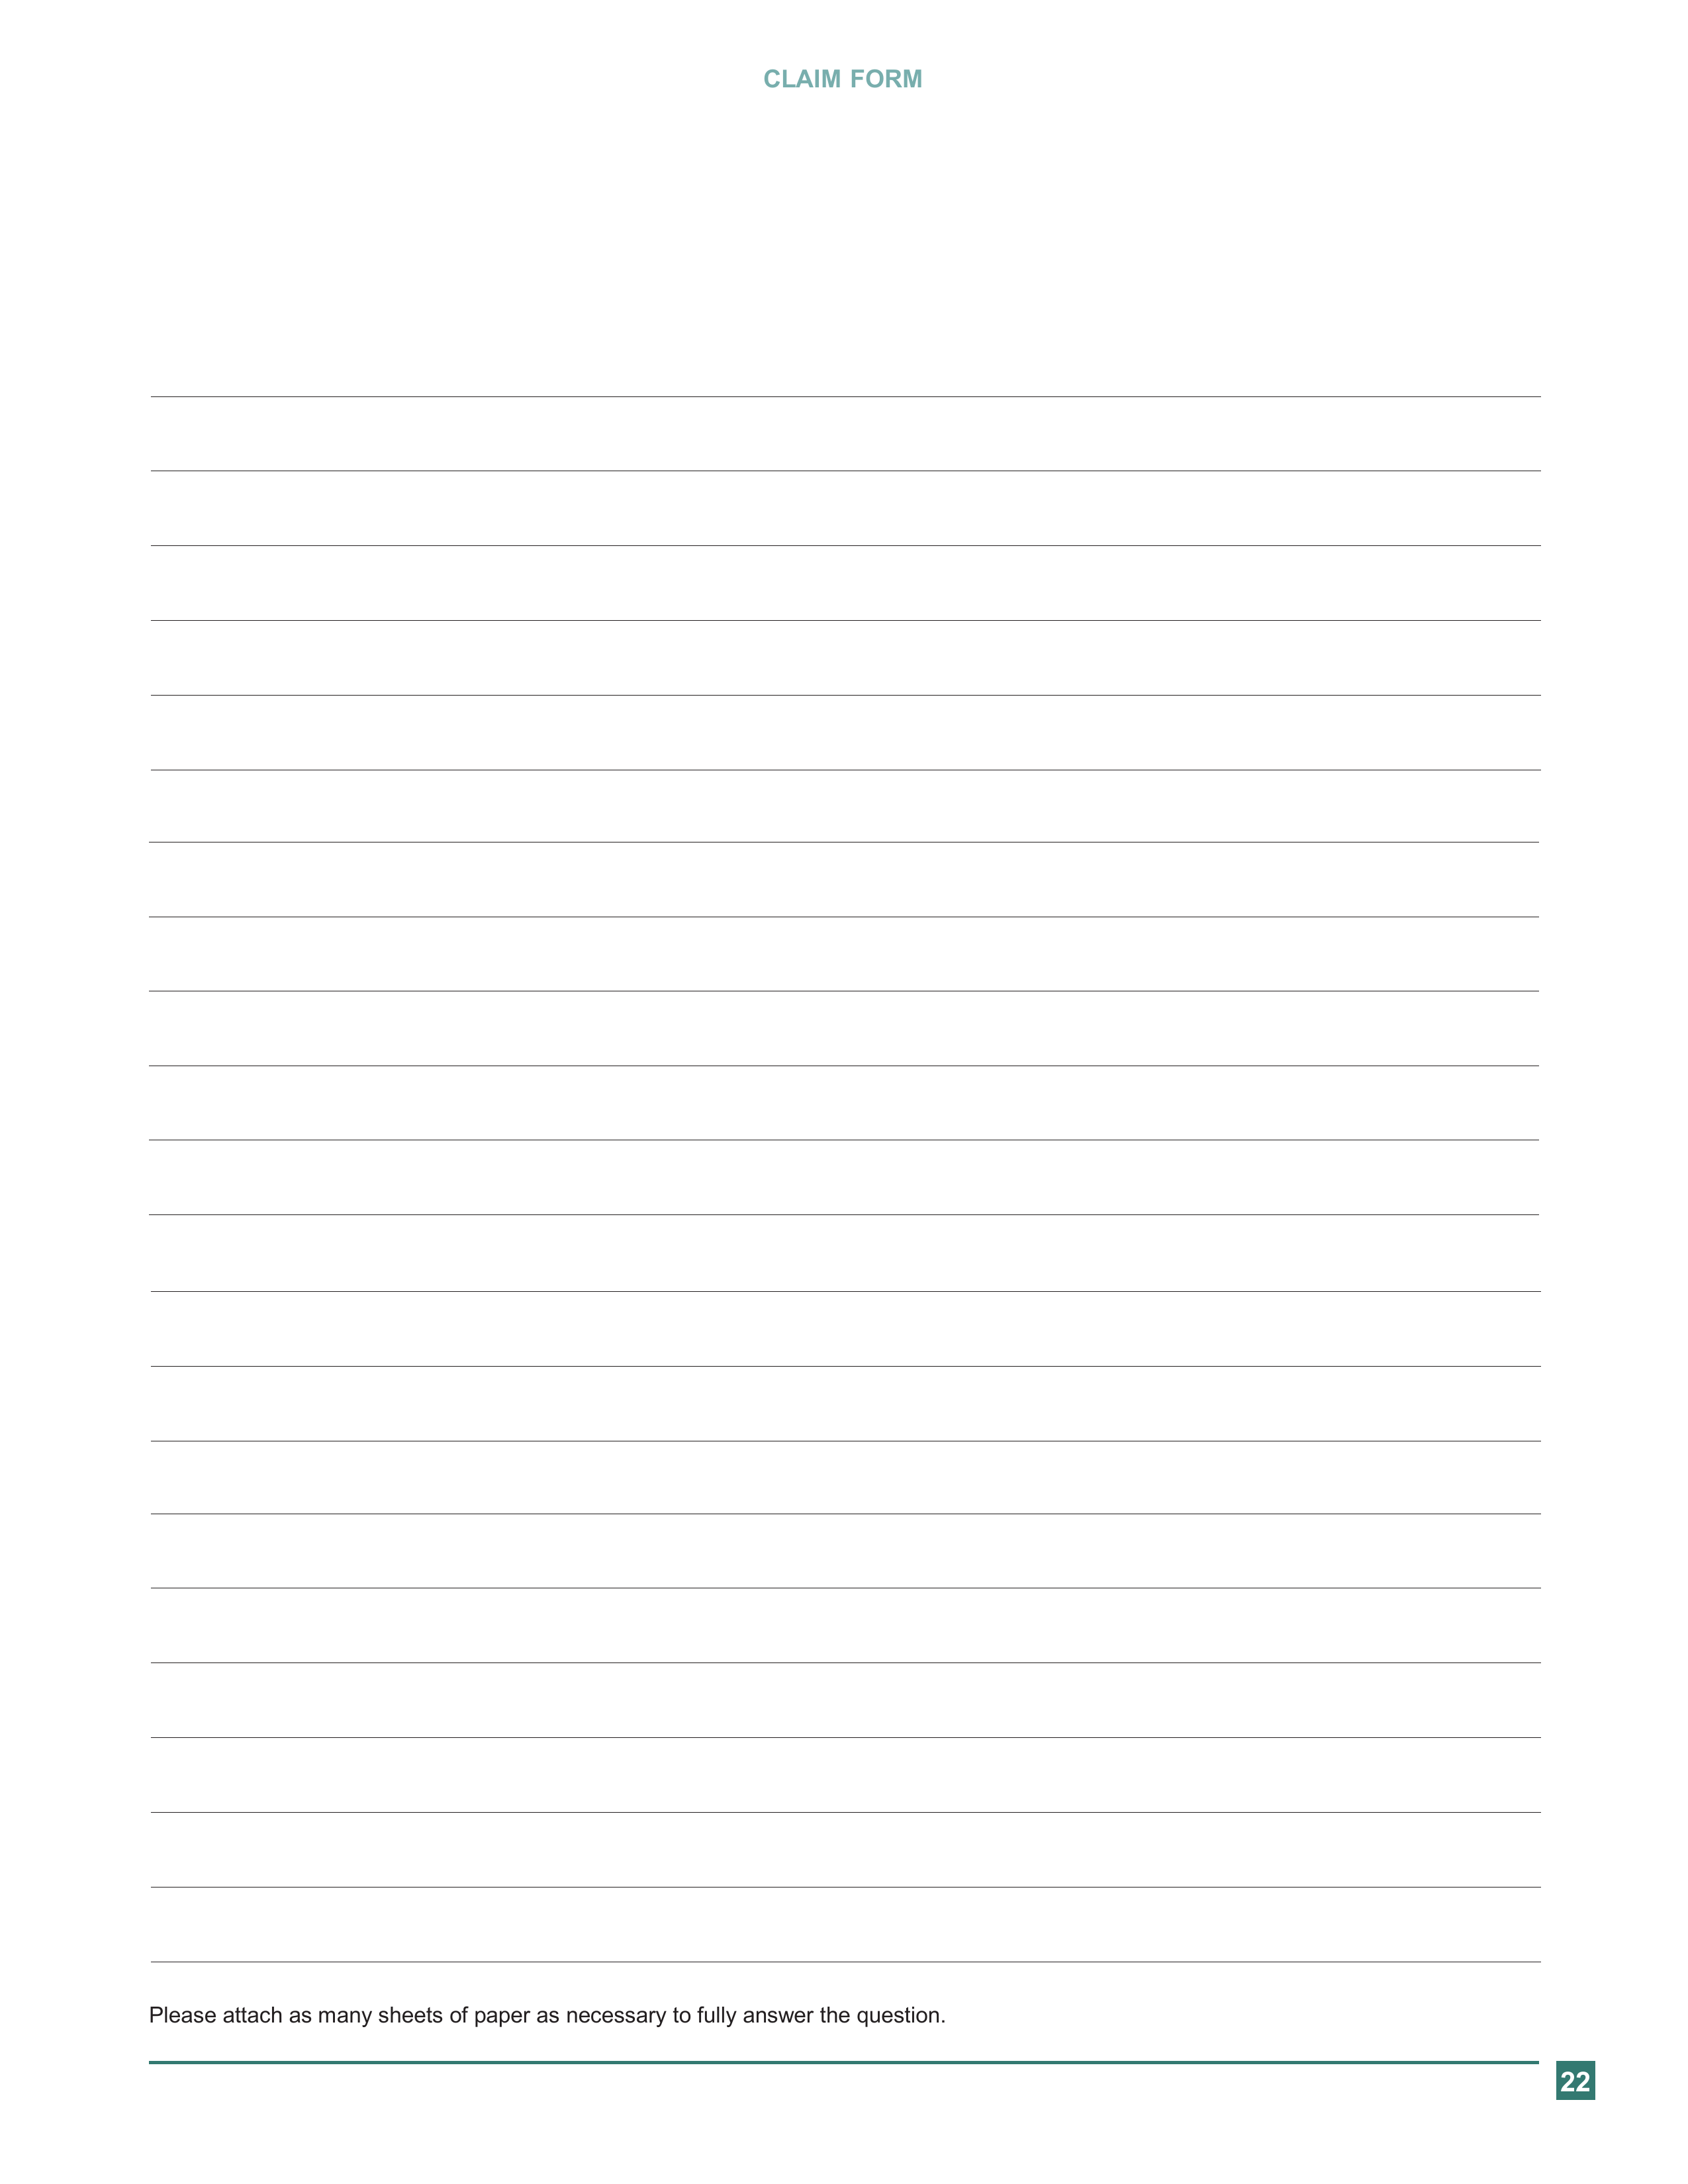 CLAIM FORM
Please attach as many sheets of paper as necessary to fully answer the question.
22